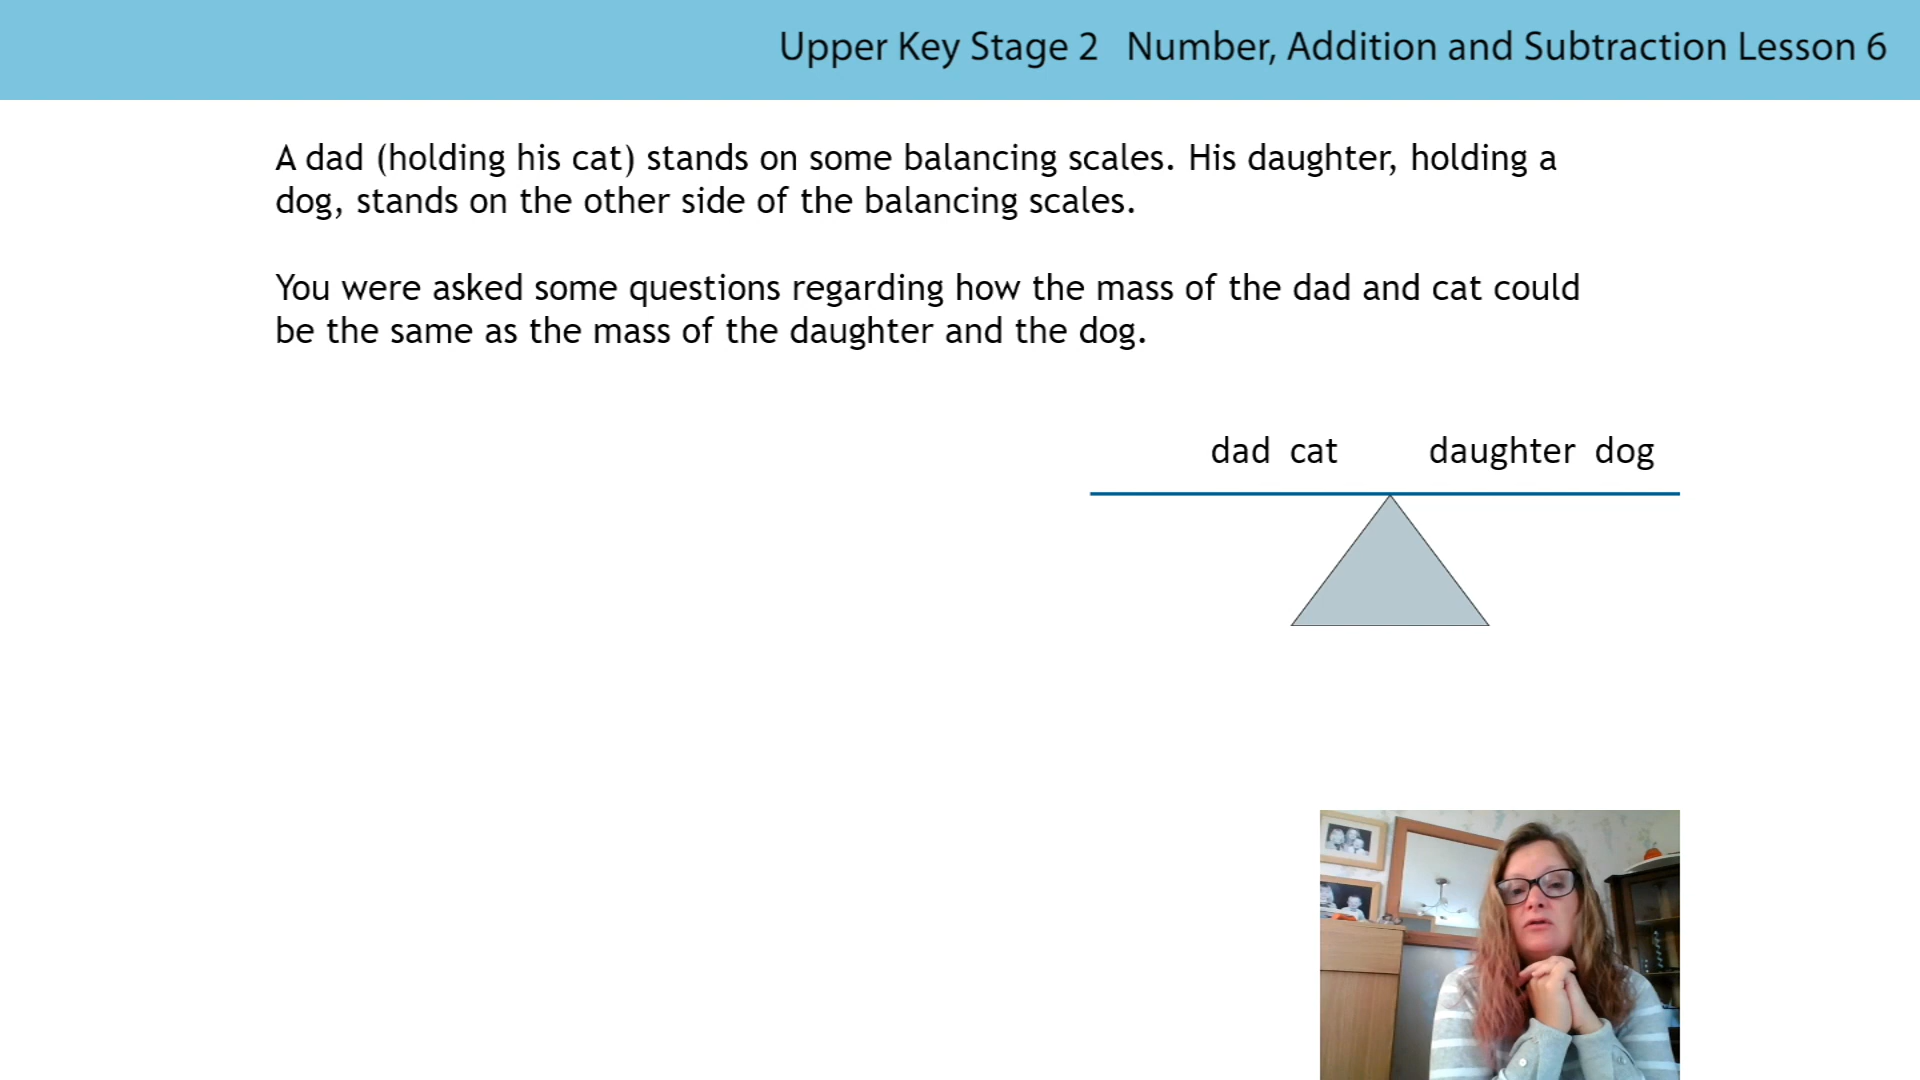 Upper Key Stage 2 Number, Addition and Subtraction Lesson 6
A dad (holding his cat) stands on some balancing scales. His daughter, holding a
dog, stands on the other side of the balancing scales.
You were asked some questions regarding how the mass of the dad and cat could
be the same as the mass of the daughter and the dog.
dad cat daughter dog